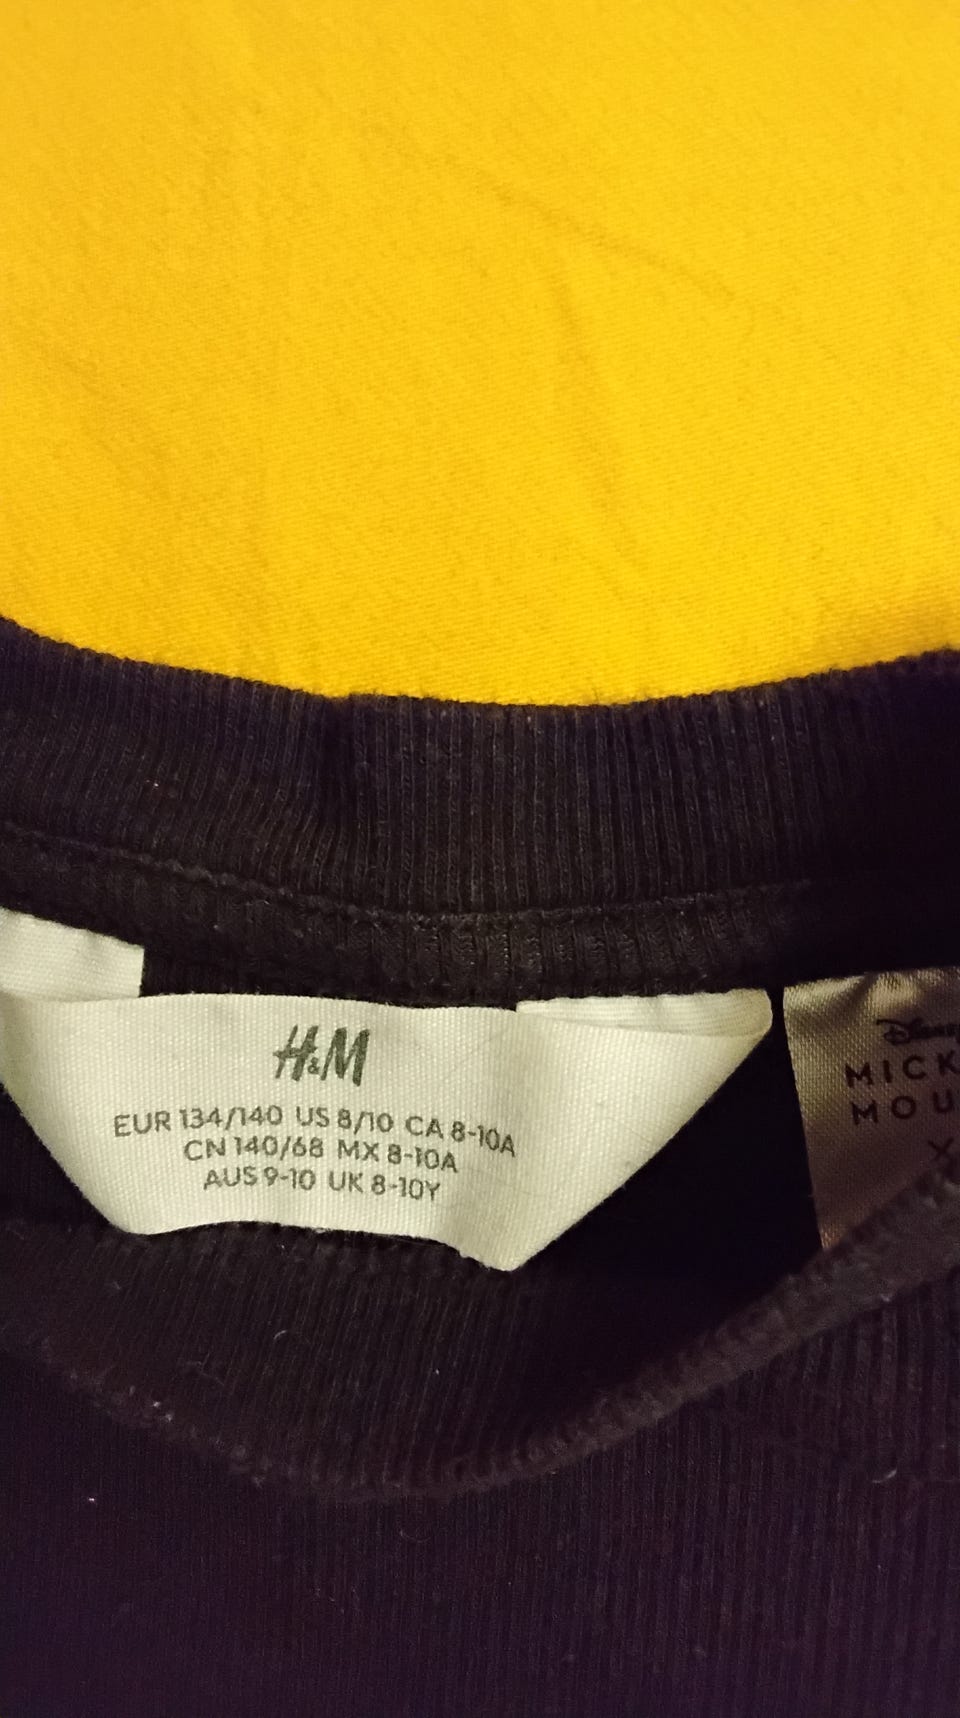 H&M
EUR 134/140 US 8/10 CA 8-10A
CN 140/68 MX 8-10A
AUS 9-10 UK 8-10Y
Disney
MICK
MOU
X